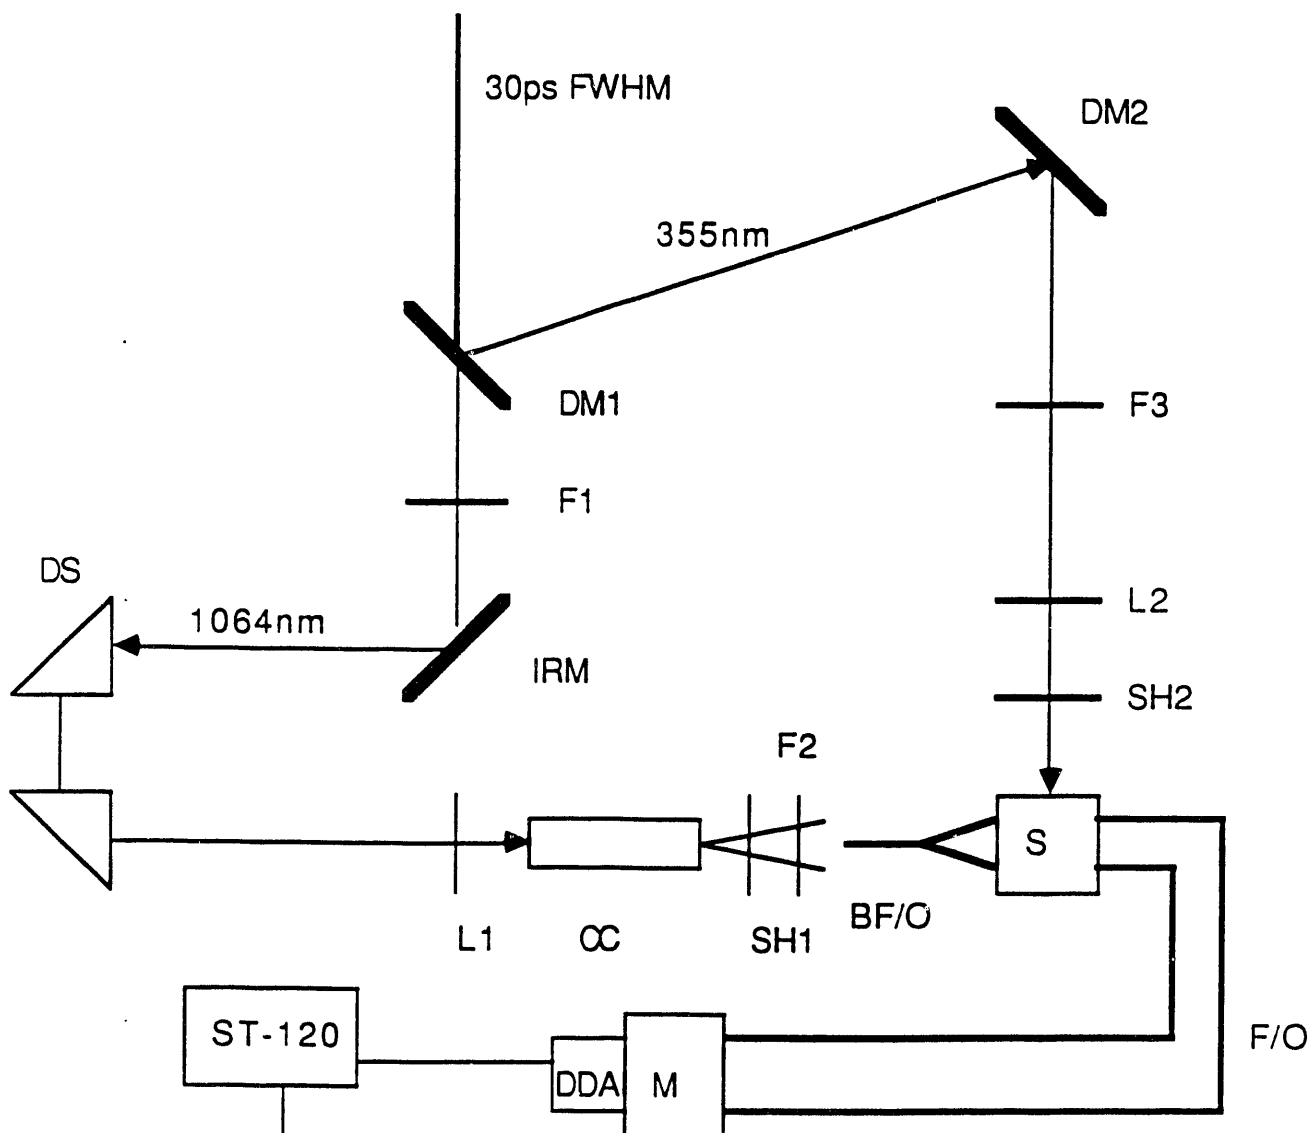 30ps FWHM
DM2
355nm
DM1
F3
F1
DS
1064nm
L2
IRM
SH2
F2
S
BF/O
L1
CC
SH1
ST-120
F/O
DDA
M